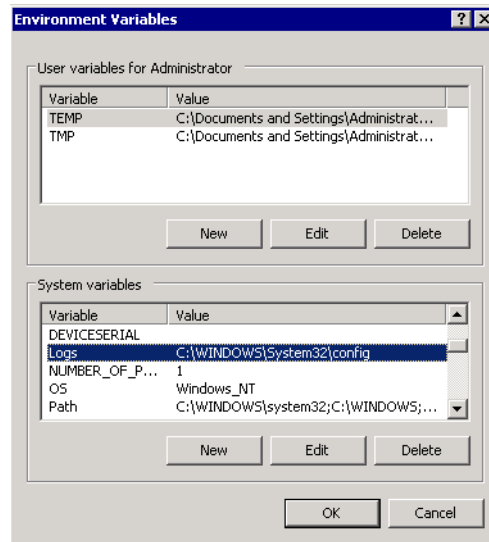 Environment Variables
User variables for Administrator
Variable Value
TEMP C:\Documents and Settings\Administrat...
TMP C:\Documents and Settings\Administrat...
New Edit Delete
System variables
Variable Value
DEVICESERIAL
Logs C:\WINDOWS\System32\config
NUMBER_OF_P... 1
OS Windows_NT
Path C:\WINDOWS\system32;C:\WINDOWS;...
New Edit Delete
OK Cancel